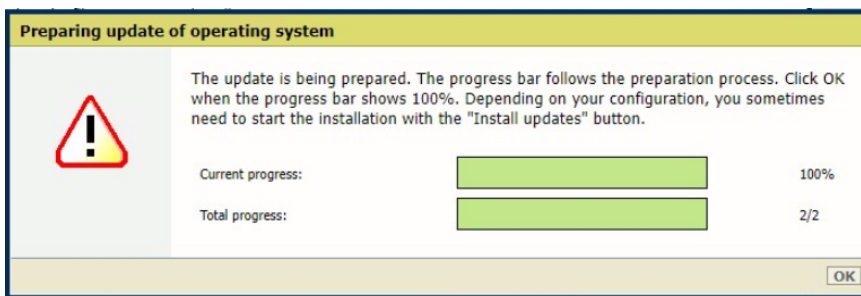 Preparing update of operating system
The update is being prepared. The progress bar follows the preparation process. Click OK
when the progress bar shows 100%. Depending on your configuration, you sometimes
need to start the installation with the "Install updates" button.
Current progress: 100%
Total progress: 2/2
OK